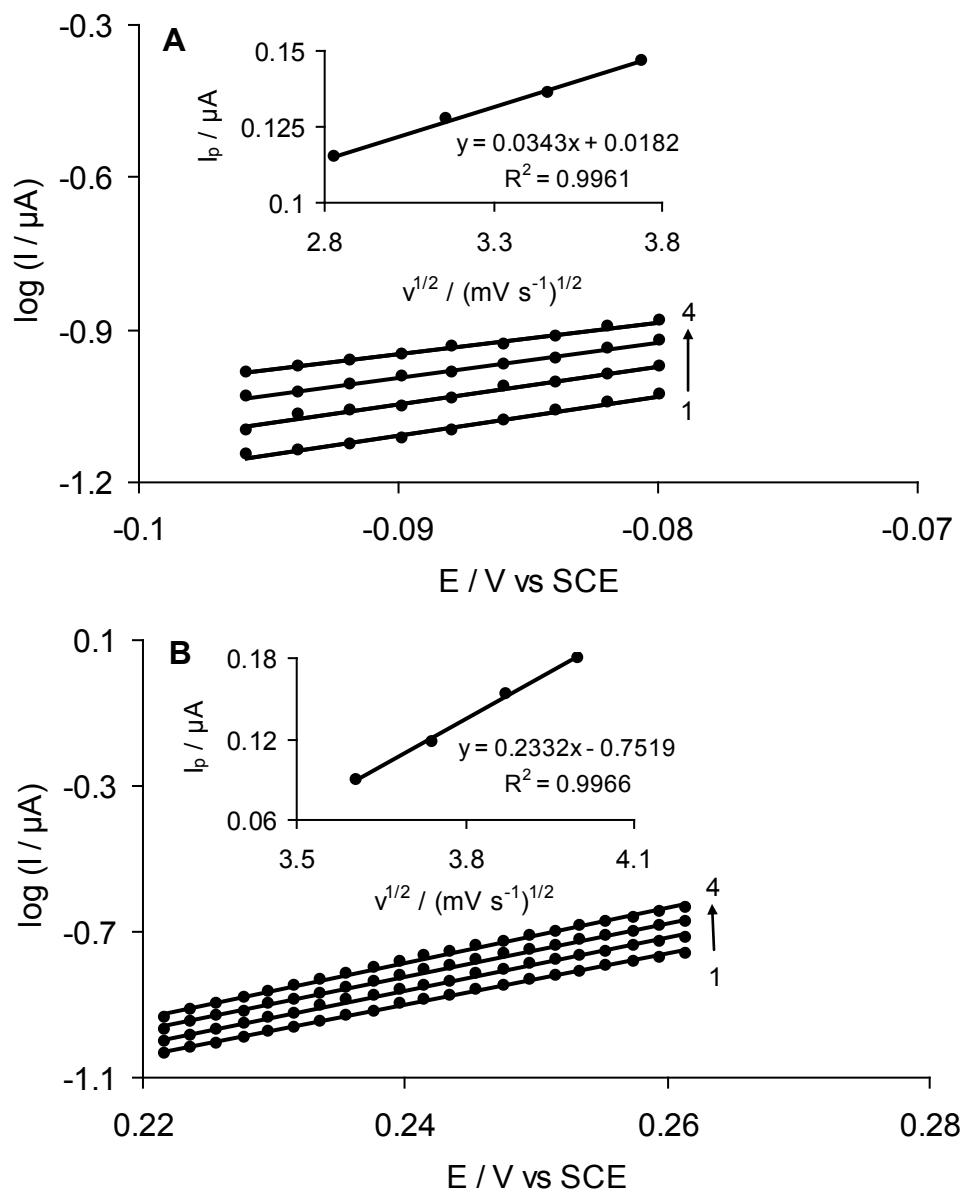 A
-0.3
-0.6
-0.9
-1.2
log (I / µA)
-0.1
-0.09
-0.08
-0.07
E / V vs SCE
0.15
0.125
0.1
Iₚ / µA
y = 0.0343x + 0.0182
R² = 0.9961
2.8
3.3
3.8
v^1/2 / (mV s⁻¹)^1/2
4
1
B
0.1
-0.3
-0.7
-1.1
log (I / µA)
0.22
0.24
0.26
0.28
E / V vs SCE
0.18
0.12
0.06
Iₚ / µA
y = 0.2332x - 0.7519
R² = 0.9966
3.5
3.8
4.1
v^1/2 / (mV s⁻¹)^1/2
4
1